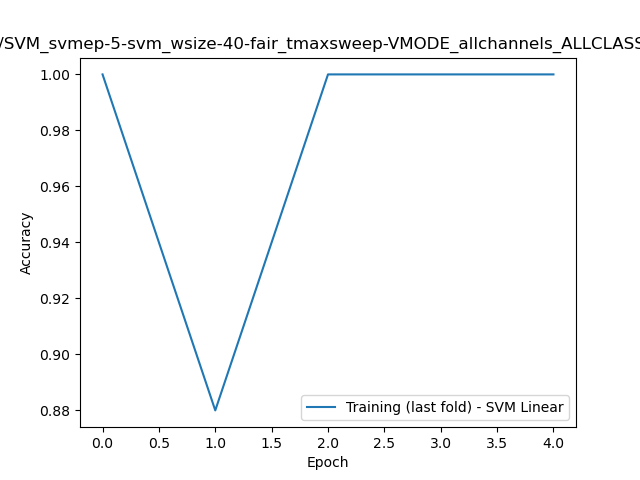 /SVM_svmep-5-svm_wsize-40-fair_tmaxsweep-VMODE_allchannels_ALLCLASS
1.00
0.98
0.96
0.94
0.92
0.90
0.88
Accuracy
Training (last fold) - SVM Linear
0.0 0.5 1.0 1.5 2.0 2.5 3.0 3.5 4.0
Epoch